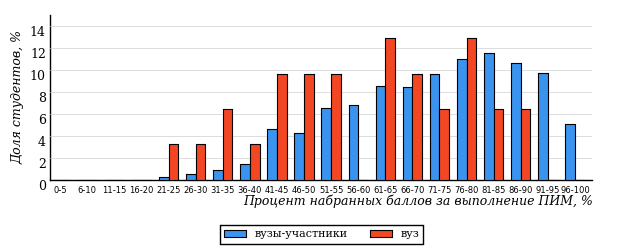 Доля студентов, %
14
12
10
8
6
4
2
0
0-5 6-10 11-15 16-20 21-25 26-30 31-35 36-40 41-45 46-50 51-55 56-60 61-65 66-70 71-75 76-80 81-85 86-90 91-95 96-100
Процент набранных баллов за выполнение ПИМ, %
вузы-участники вуз